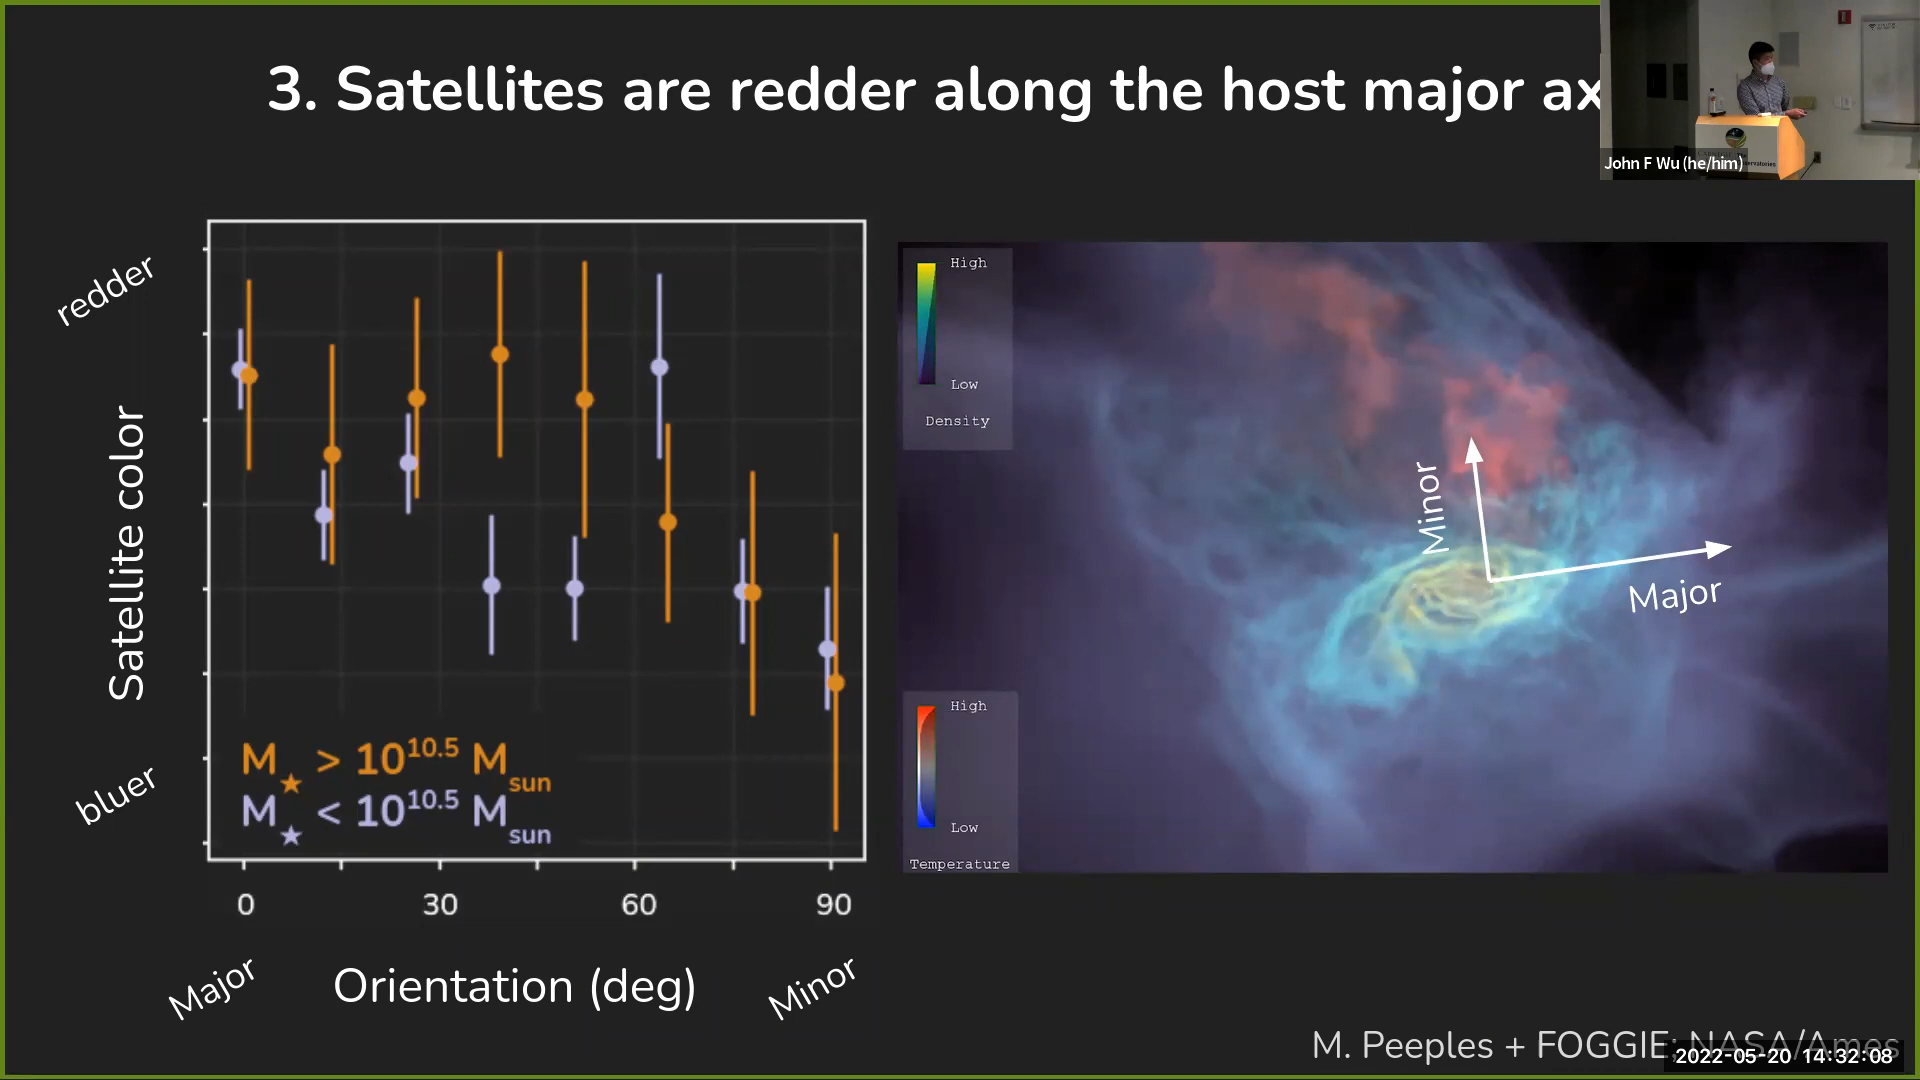 3. Satellites are redder along the host major ax
John F Wu (he/him)
redder
Satellite color
bluer
M★ > 10^10.5 Msun
M★ < 10^10.5 Msun
0 30 60 90
Major
Orientation (deg)
Minor
High
Low
Density
High
Low
Temperature
Minor
Major
M. Peeples + FOGGIE; NASA/Ames
2022-05-20 14:32:08